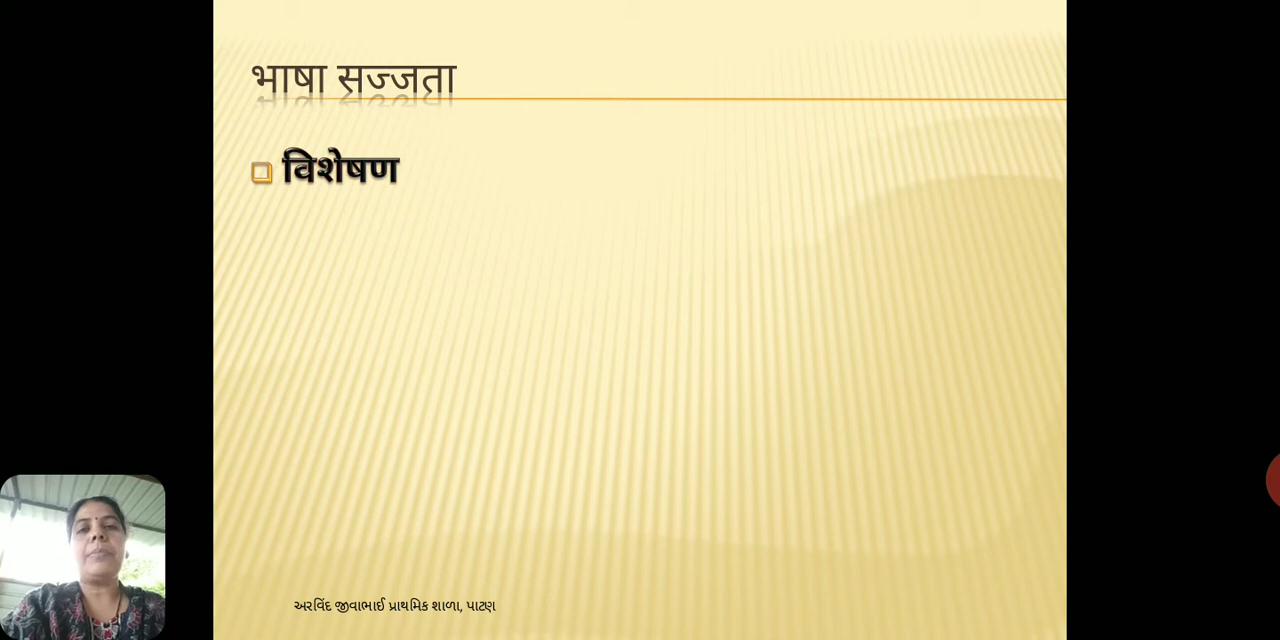 भाषा सज्जता
विशेषण
અરવિંદ જીવાભાઈ પ્રાથમિક શાળા, પાટણ